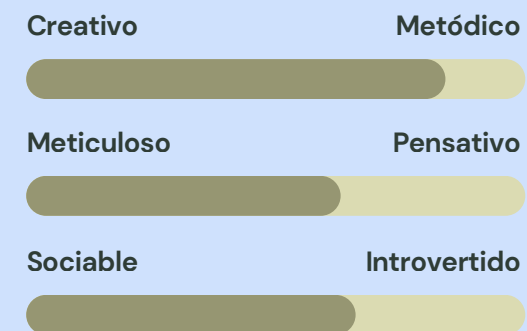 Creativo Metódico
Meticuloso Pensativo
Sociable Introvertido